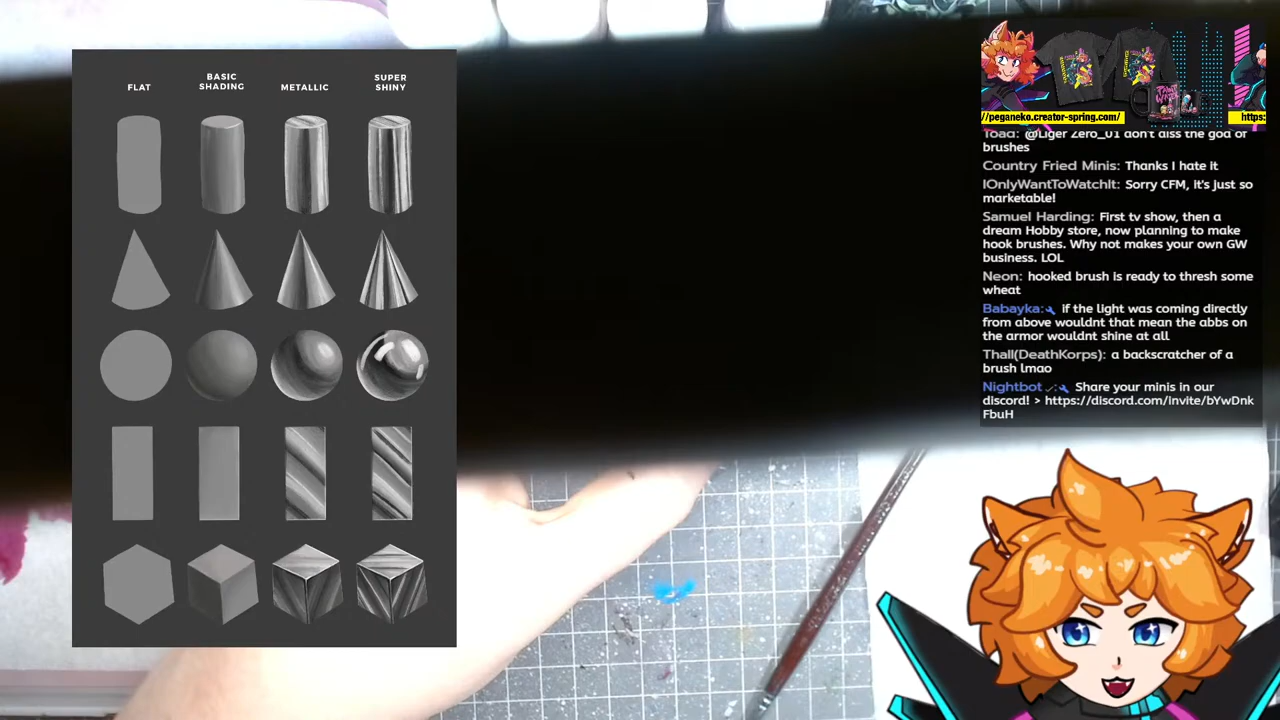 FLAT
BASIC
SHADING
METALLIC
SUPER
SHINY
//peganeko.creator-spring.com/
https:
Toad: @Liger Zero_01 don't diss the god of
brushes
Country Fried Minis: Thanks I hate it
IOnlyWantToWatchIt: Sorry CFM, it's just so
marketable!
Samuel Harding: First tv show, then a
dream Hobby store, now planning to make
hook brushes. Why not makes your own GW
business. LOL
Neon: hooked brush is ready to thresh some
wheat
Babayka: if the light was coming directly
from above wouldnt that mean the abbs on
the armor wouldnt shine at all
Thall(DeathKorps): a backscratcher of a
brush lmao
Nightbot: Share your minis in our
discord! > https://discord.com/invite/bYwDnk
FbuH